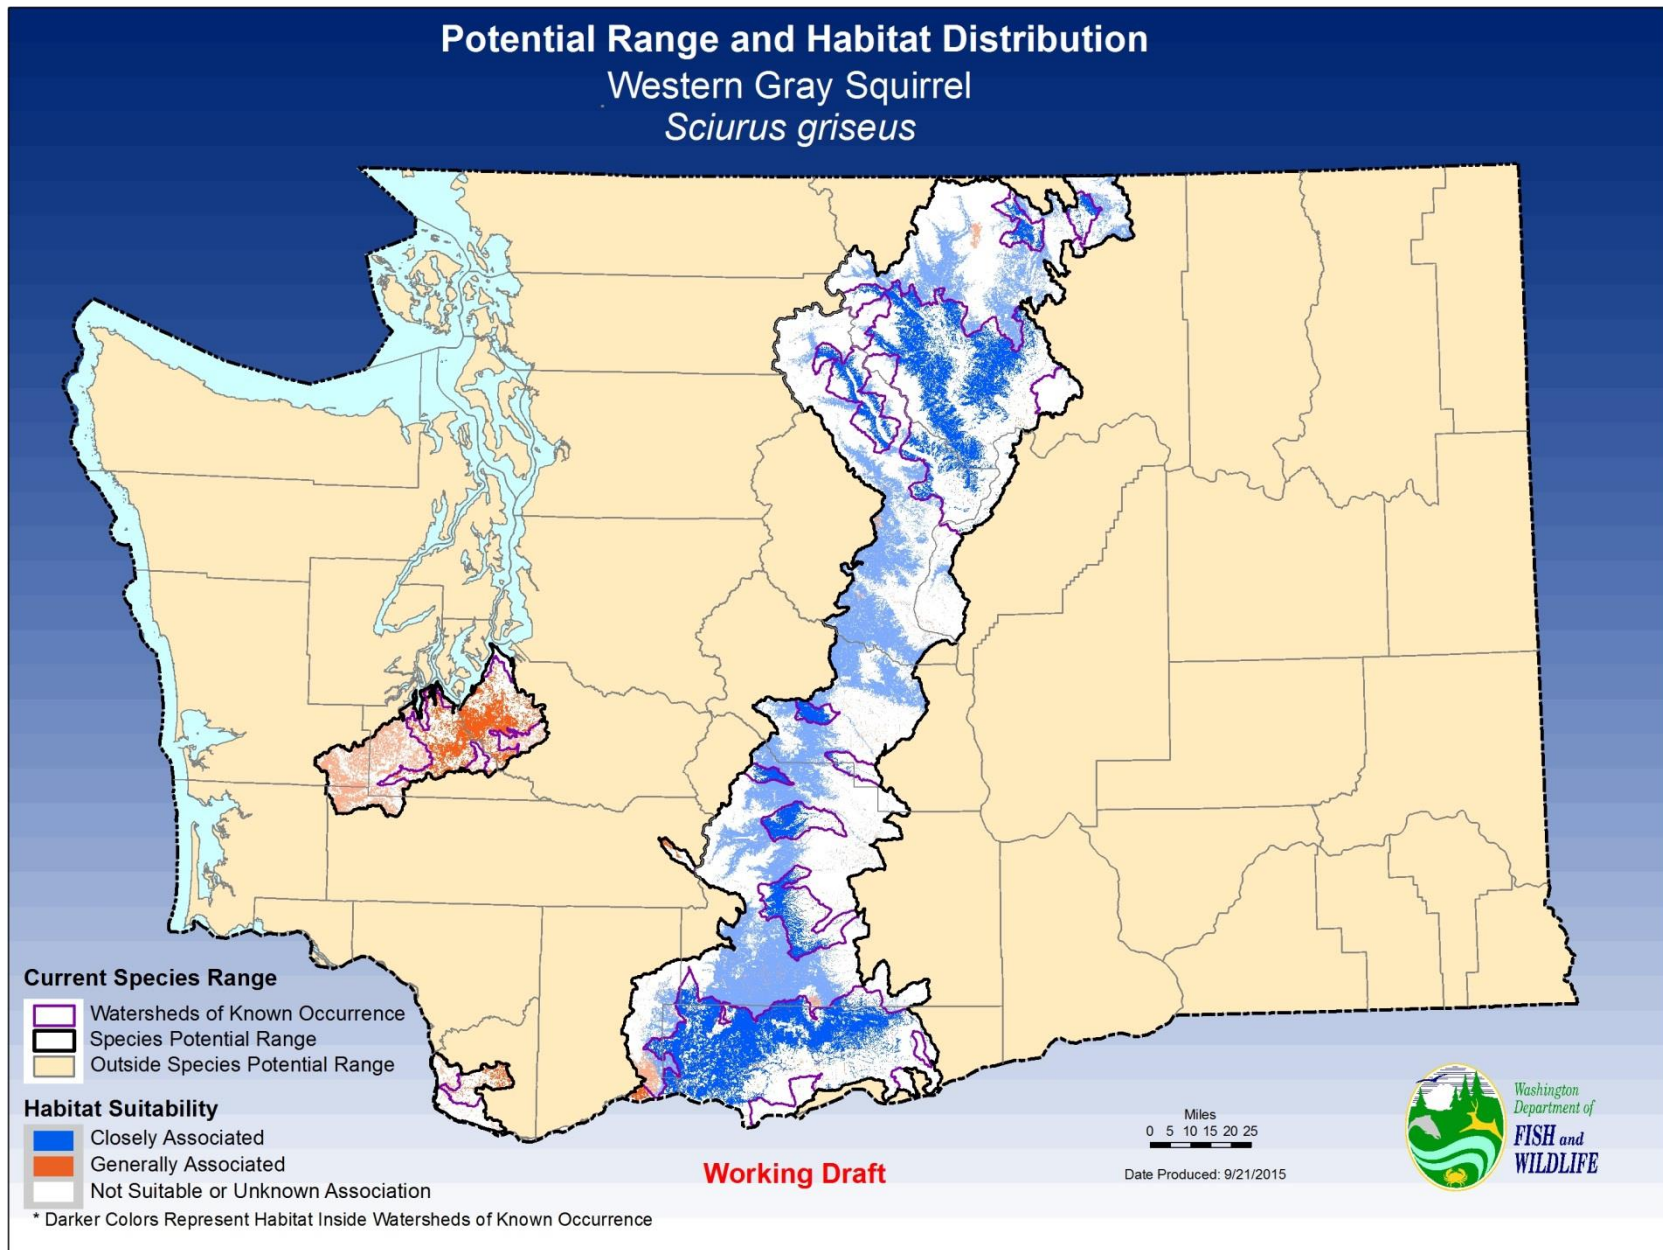 Potential Range and Habitat Distribution
Western Gray Squirrel
Sciurus griseus
Current Species Range
Watersheds of Known Occurrence
Species Potential Range
Outside Species Potential Range
Habitat Suitability
Closely Associated
Generally Associated
Not Suitable or Unknown Association
* Darker Colors Represent Habitat Inside Watersheds of Known Occurrence
Working Draft
Miles
0 5 10 15 20 25
Date Produced: 9/21/2015
Washington
Department of
FISH and
WILDLIFE